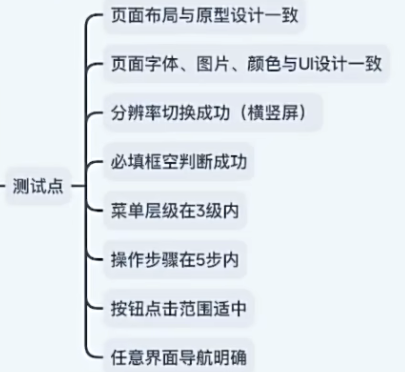 测试点
页面布局与原型设计一致
页面字体、图片、颜色与UI设计一致
分辨率切换成功（横竖屏）
必填框空判断成功
菜单层级在3级内
操作步骤在5步内
按钮点击范围适中
任意界面导航明确